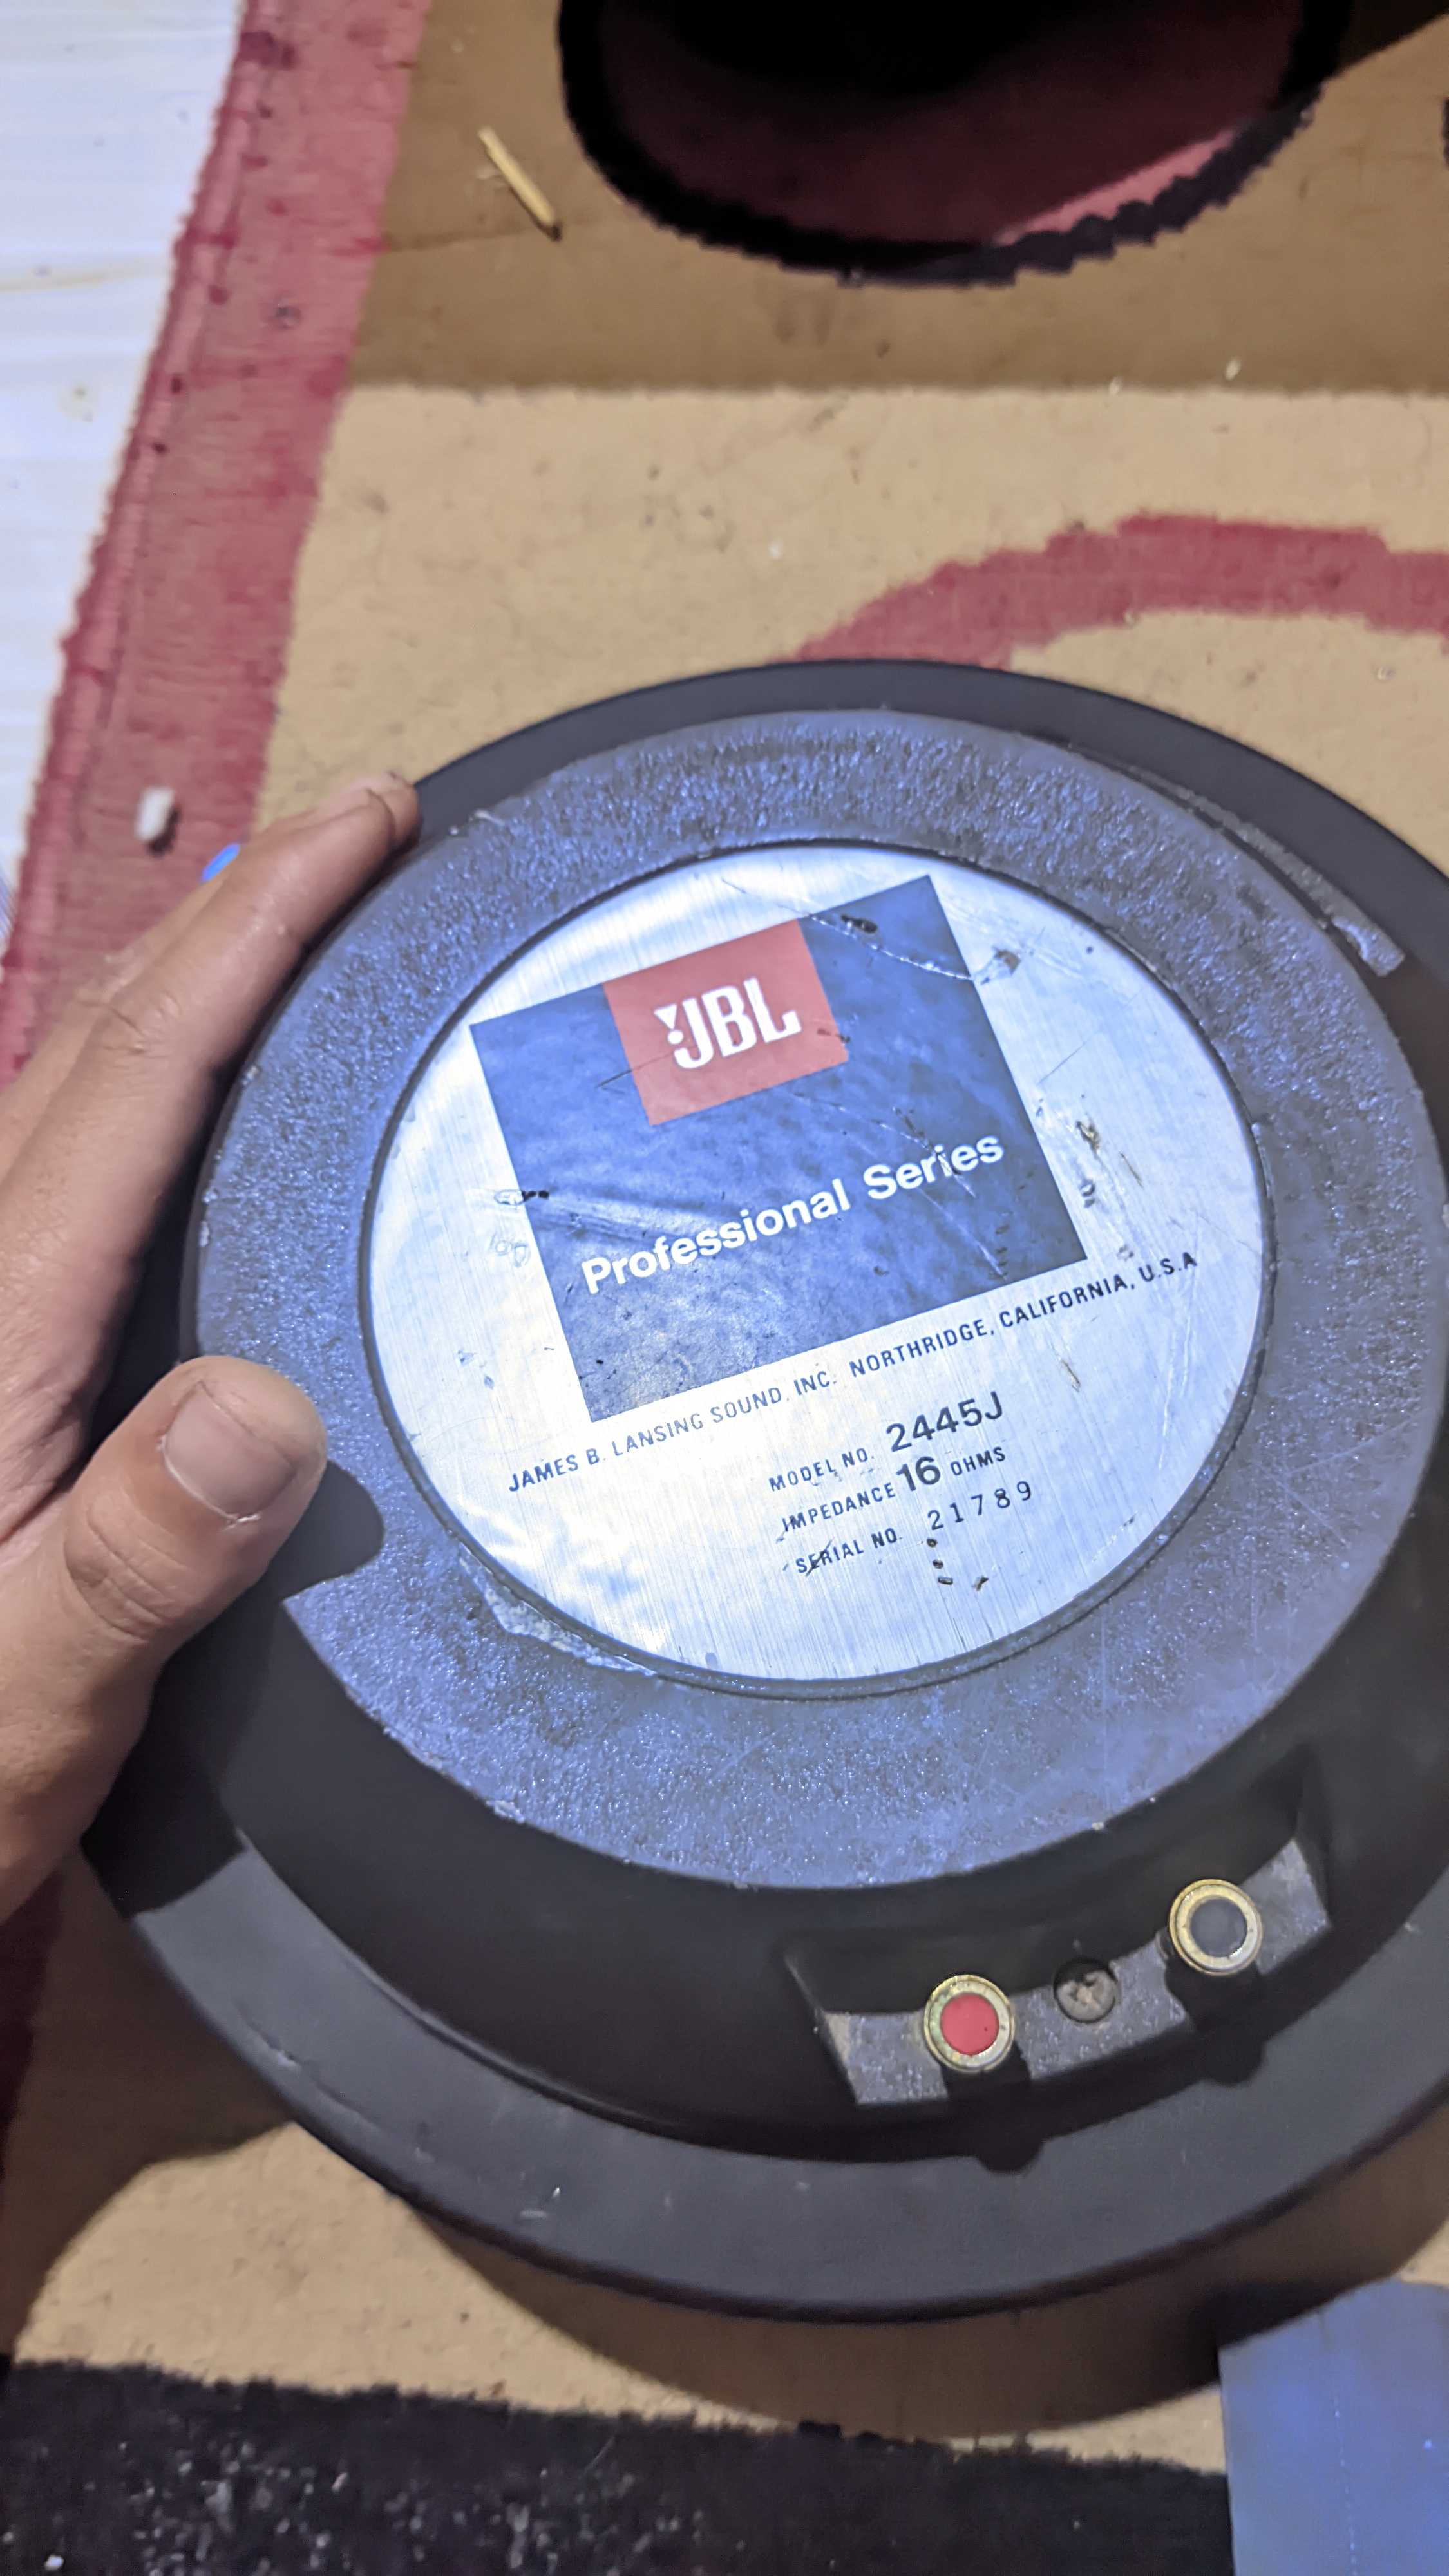 JBL
Professional Series
JAMES B. LANSING SOUND, INC. NORTHRIDGE, CALIFORNIA, U.S.A
MODEL NO. 2445J
IMPEDANCE 16 OHMS
SERIAL NO. 21789